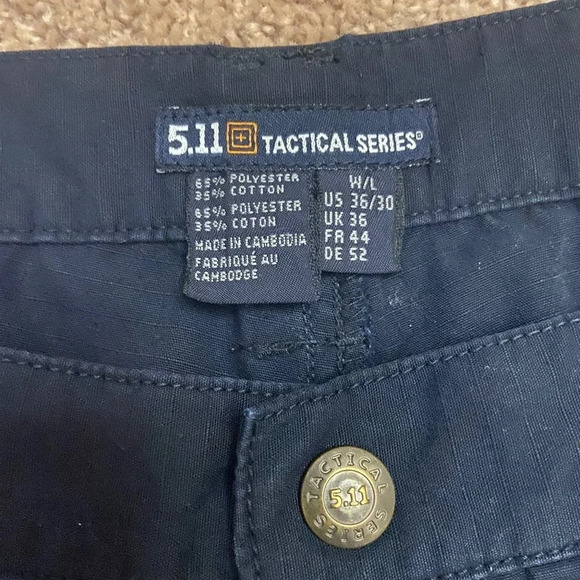 5.11 TACTICAL SERIES®
65% POLYESTER
35% COTTON
65% POLYESTER
35% COTON
MADE IN CAMBODIA
FABRIQUÉ AU
CAMBODGE
W/L
US 36/30
UK 36
FR 44
DE 52
TACTICAL
5.11
SERIES